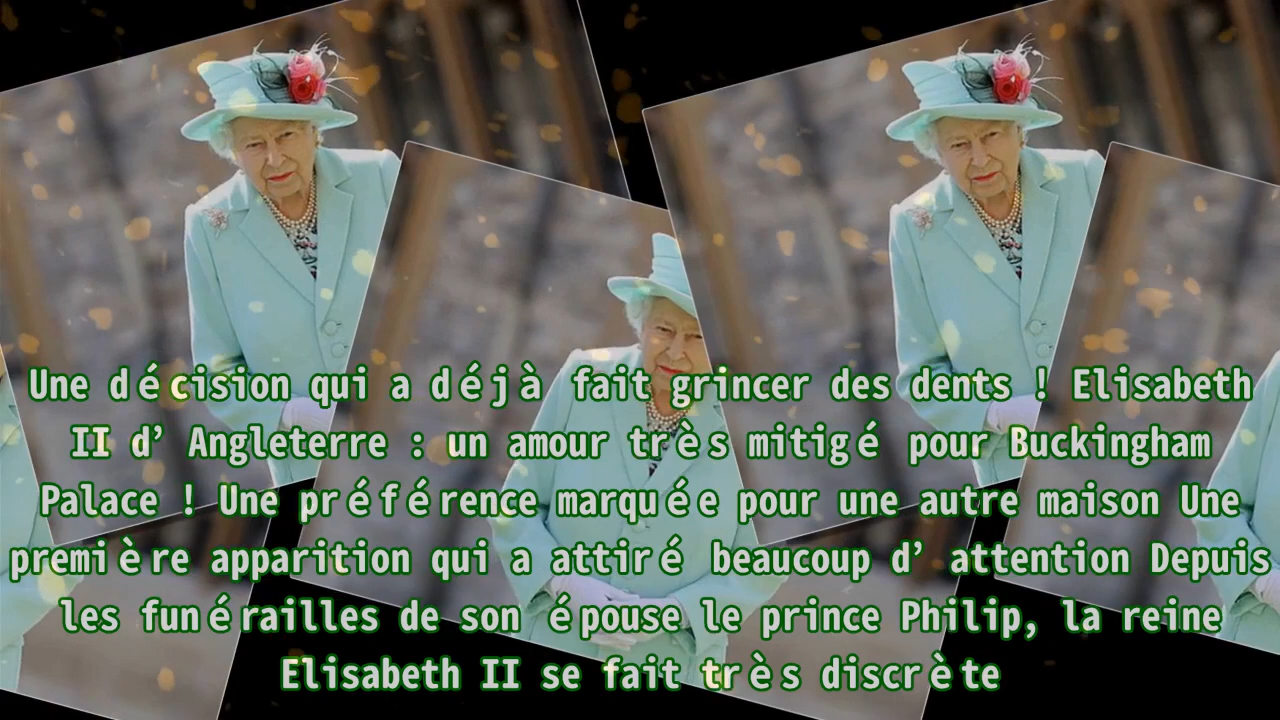 Une décision qui a déjà fait grincer des dents ! Elisabeth
II d’ Angleterre : un amour très mitigé pour Buckingham
Palace ! Une préférence marquée pour une autre maison Une
première apparition qui a attiré beaucoup d’ attention Depuis
les funérailles de son épouse le prince Philip, la reine
Elisabeth II se fait très discrète